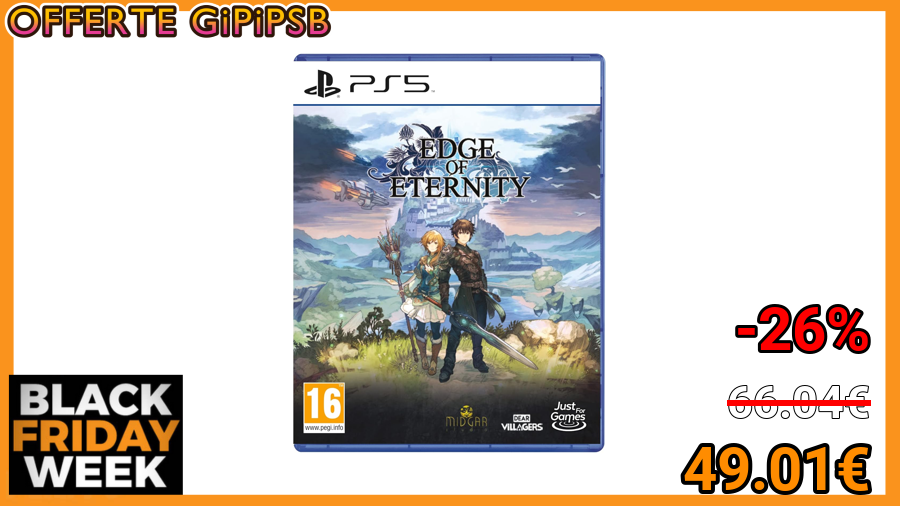 OFFERTE GiPiPSB
PS5
EDGE
OF
ETERNITY
16
www.pegi.info
MIDGAR
STUDIO
DEAR
VILLAGERS
Just
For
Games
-26%
66.04€
49.01€
BLACK
FRIDAY
WEEK